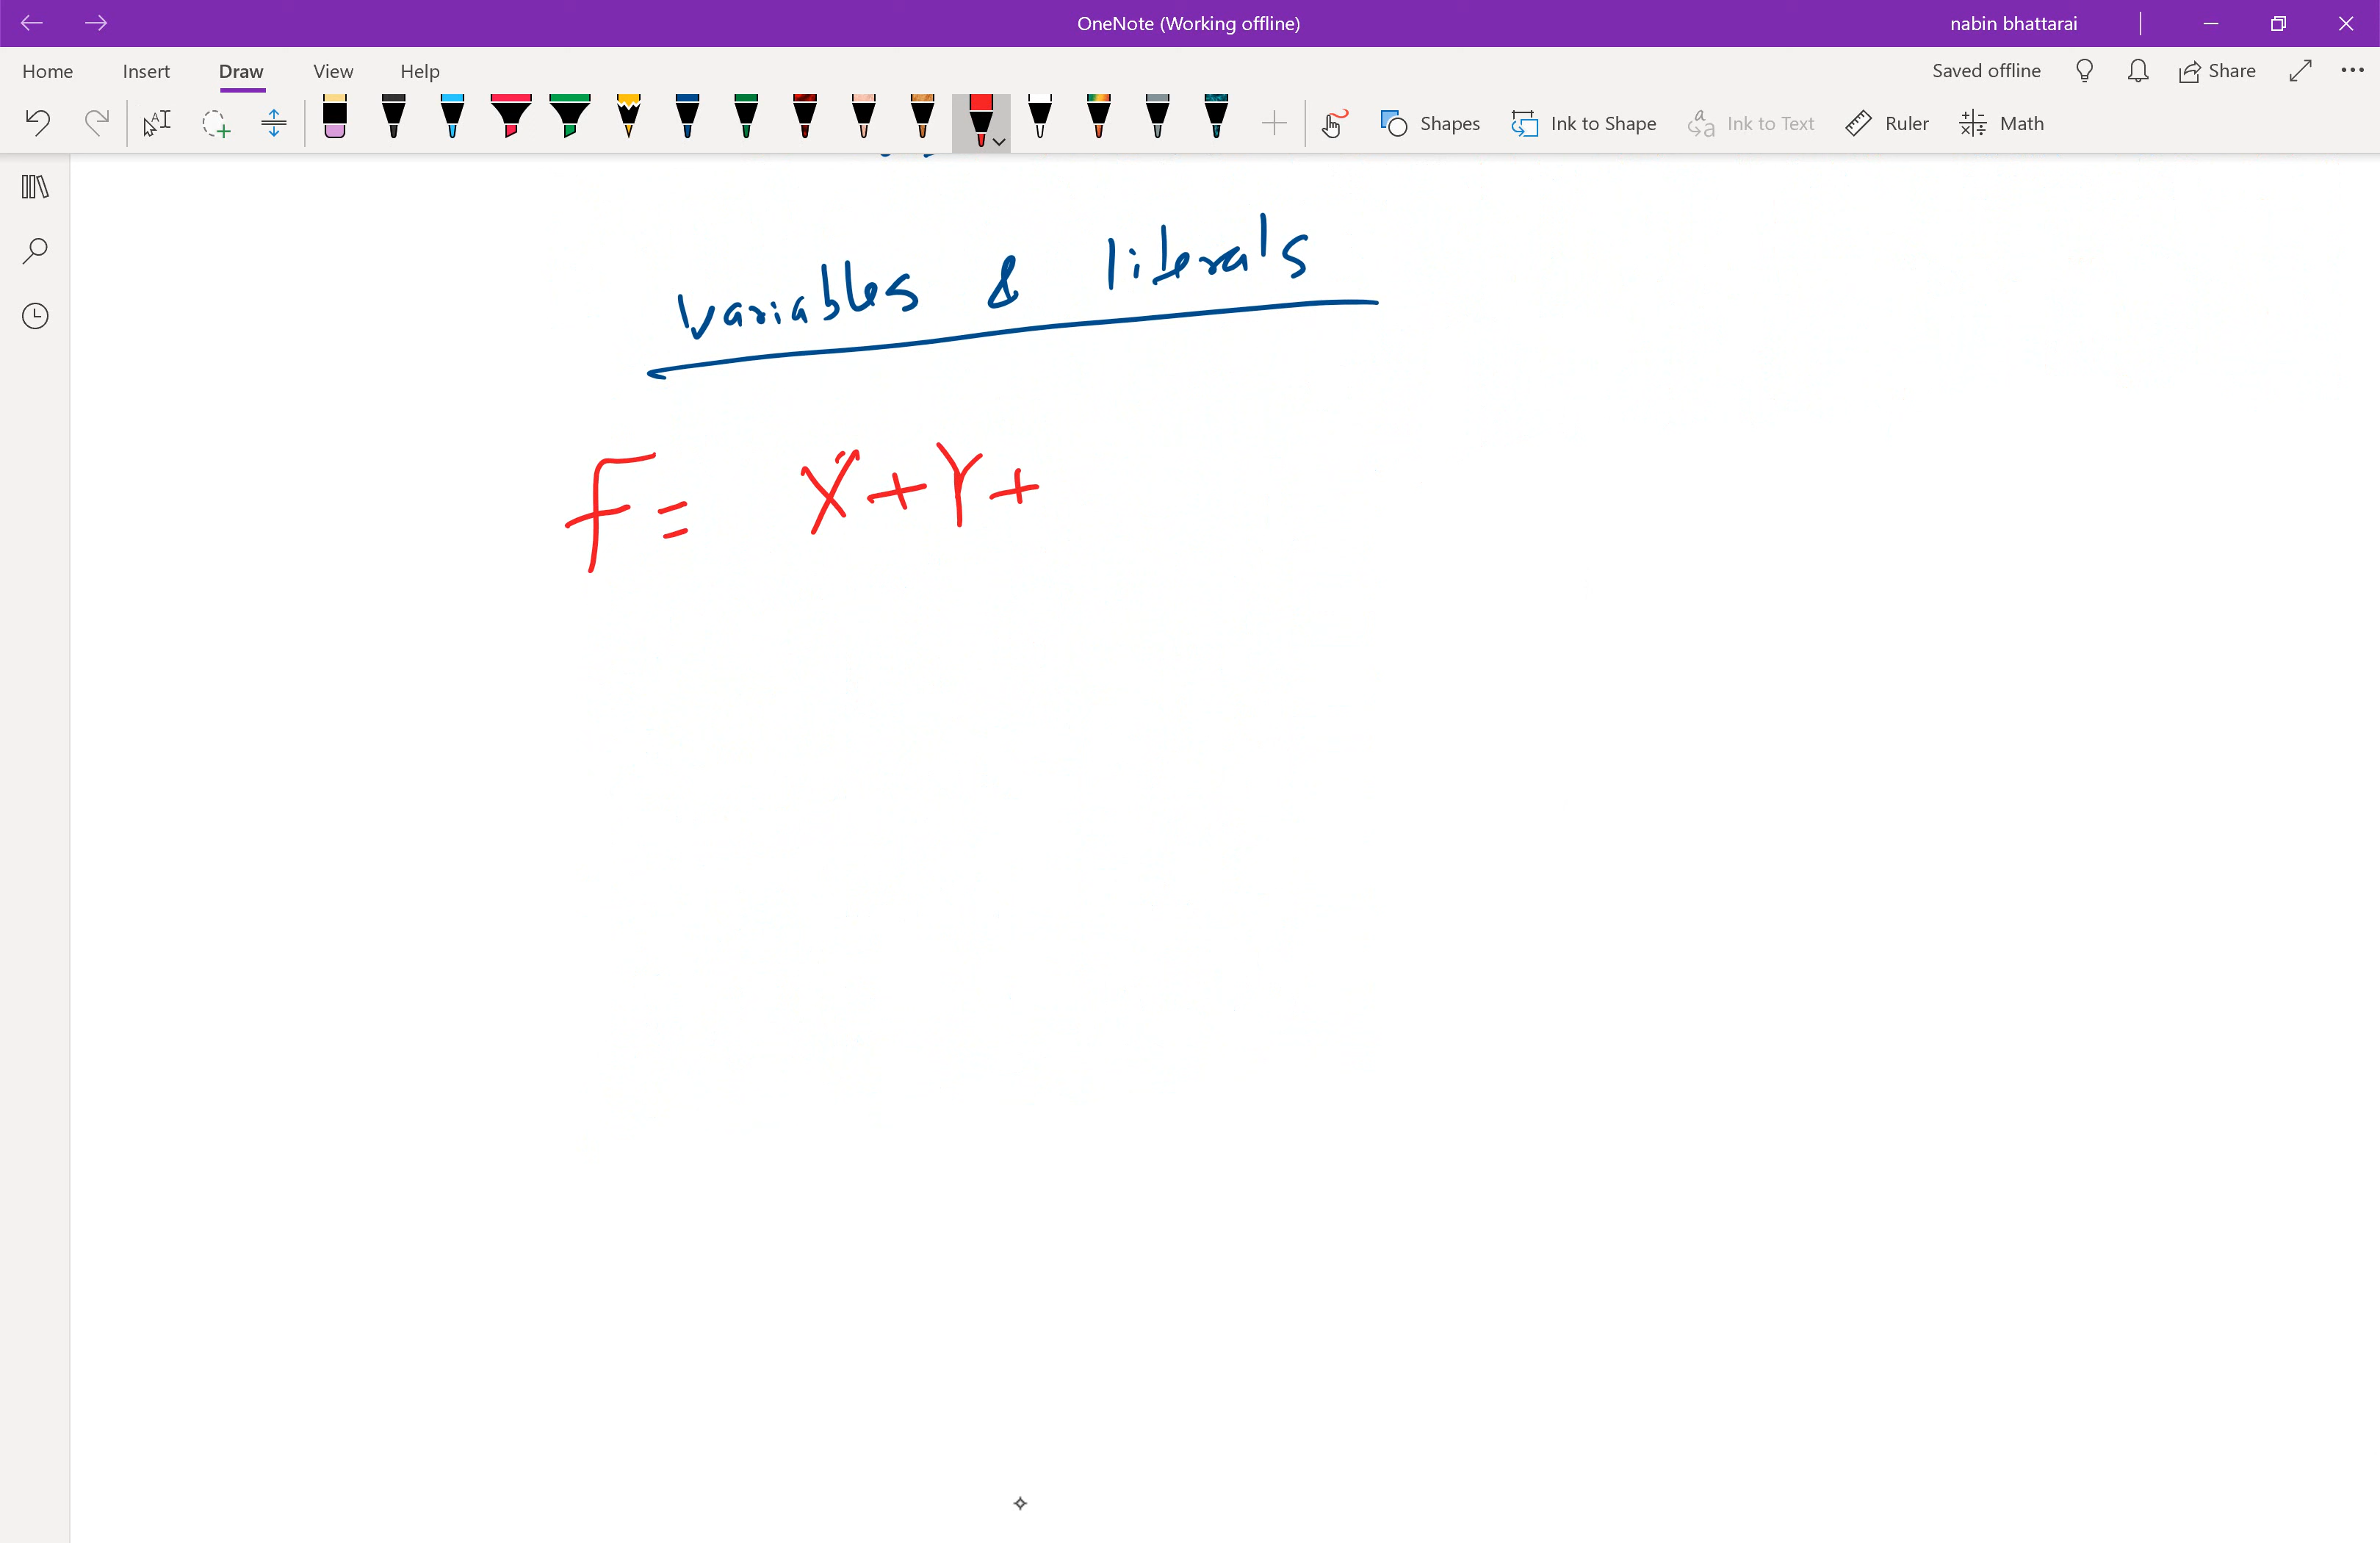 OneNote (Working offline)
nabin bhattarai
Home Insert Draw View Help
Saved offline Share
Shapes Ink to Shape Ink to Text Ruler Math
Variables & literals
F = X + Y +